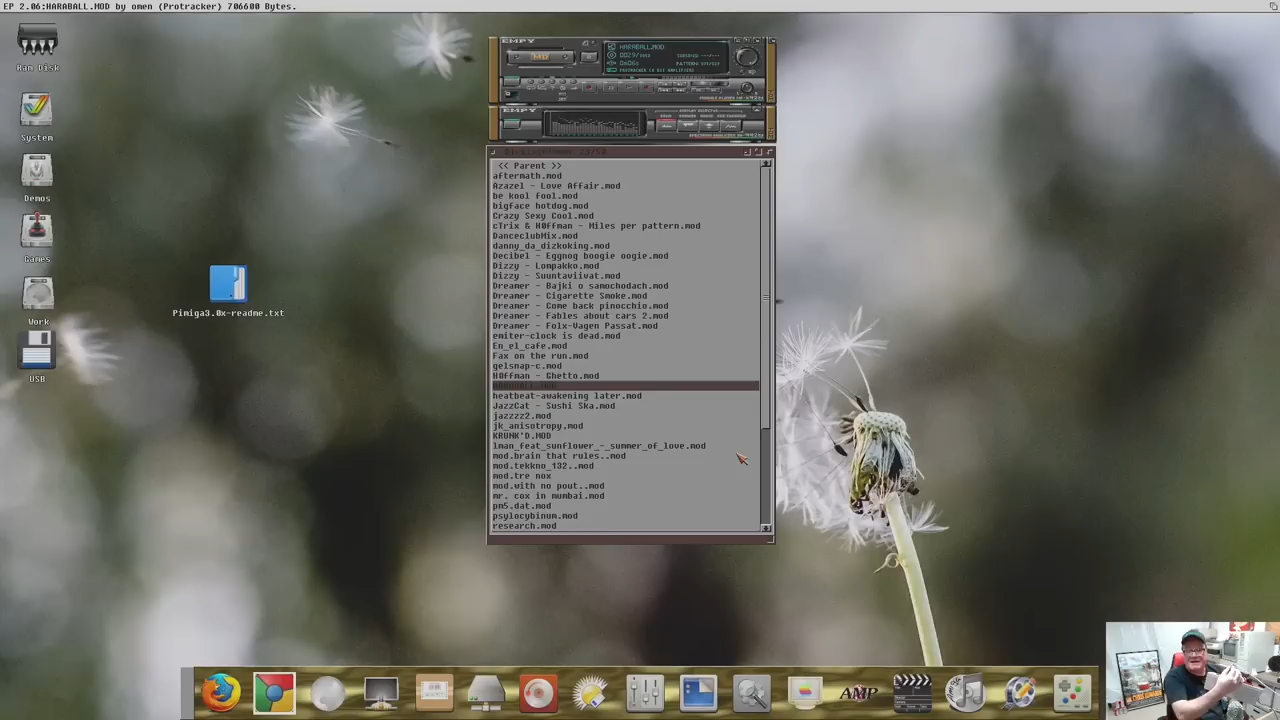 EP 2.06:HARABALL.MOD by omen (Protracker) 706600 Bytes.
Ram Disk
System
Demos
Games
Work
USB
Pimiga3.0x-readme.txt
EMPY
HARABALL.MOD
EMPY
<< Parent >>
aftermath.mod
Azazel - Love Affair.mod
be kool fool.mod
bigface hotdog.mod
Crazy Sexy Cool.mod
cTrix & H0ffman - Miles per pattern.mod
DanceclubMix.mod
danny_da_dizkoking.mod
Decibel - Eggnog boogie oogie.mod
Dizzy - Lompakko.mod
Dizzy - Suuntaviivat.mod
Dreamer - Bajki o samochodach.mod
Dreamer - Cigarette Smoke.mod
Dreamer - Come back pinocchio.mod
Dreamer - Fables about cars 2.mod
Dreamer - Folx-Vagen Passat.mod
emiter-clock is dead.mod
En_el_cafe.mod
Fax on the run.mod
gelsnap-c.mod
H0ffman - Ghetto.mod
HARABALL.MOD
heatbeat-awakening later.mod
JazzCat - Sushi Ska.mod
jazzzz2.mod
jk_anisotropy.mod
KRUNK'D.MOD
lman_feat_sunflower_-_summer_of_love.mod
mod.brain that rules..mod
mod.tekkno_132..mod
mod.tre nox
mod.with no pout..mod
mr. cox in mumbai.mod
pm5.dat.mod
psylocybinum.mod
research.mod
AMP